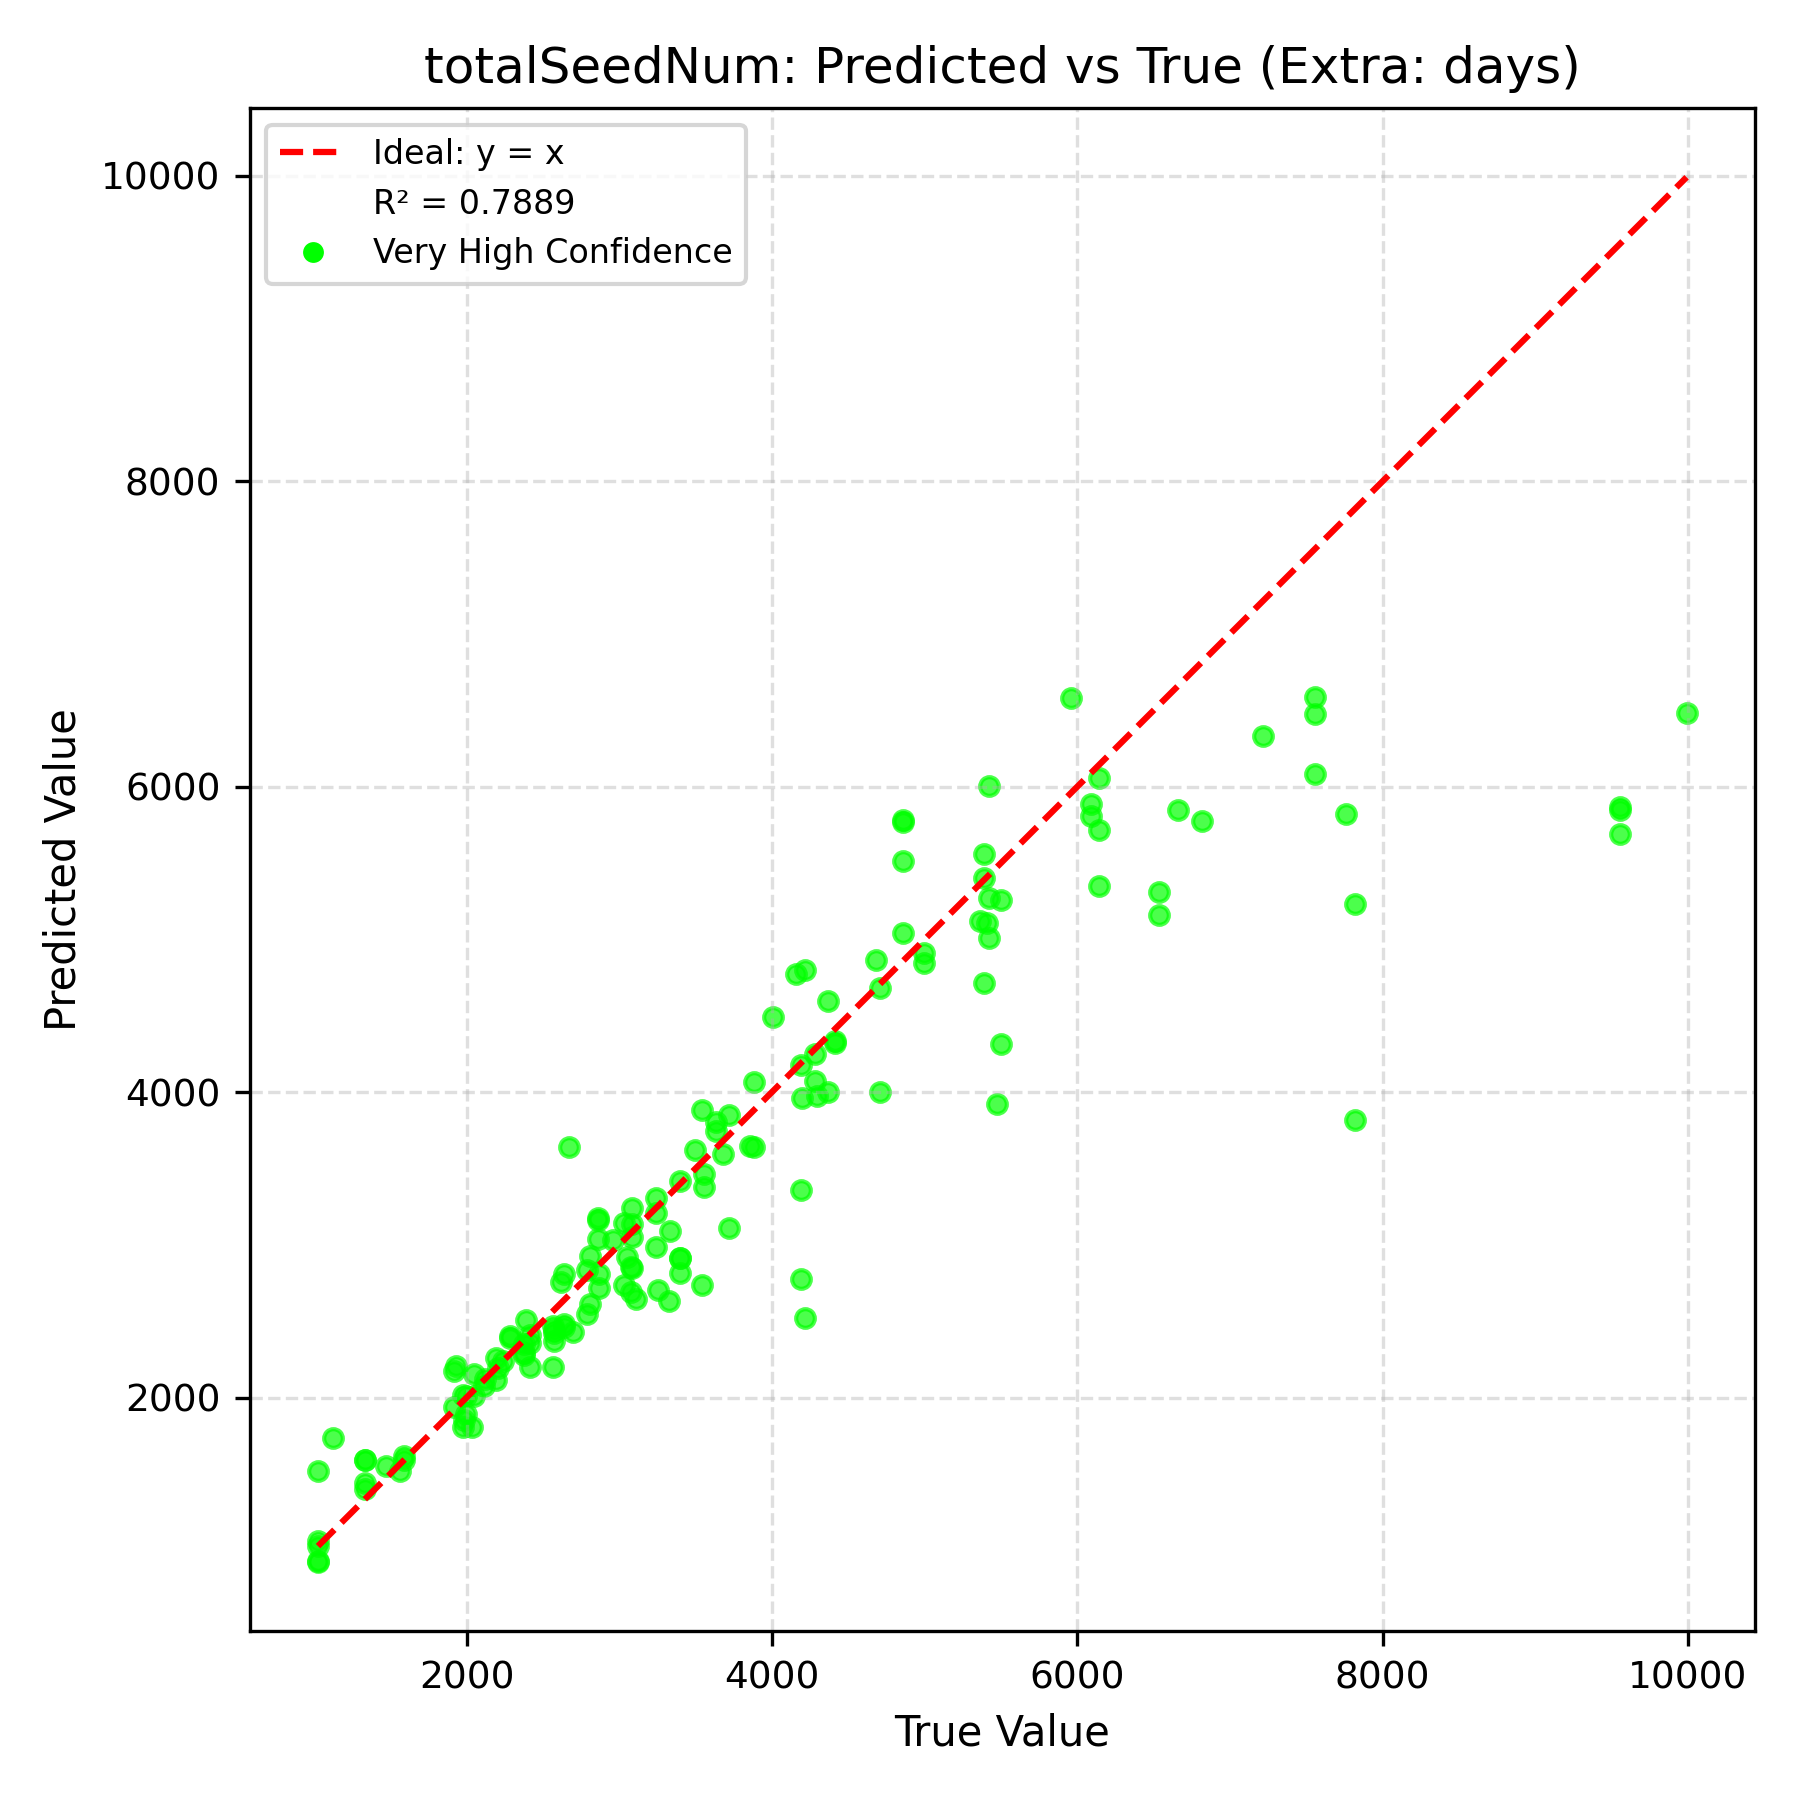 totalSeedNum: Predicted vs True (Extra: days)
Ideal: y = x
R² = 0.7889
Very High Confidence
10000
8000
6000
4000
2000
Predicted Value
2000 4000 6000 8000 10000
True Value